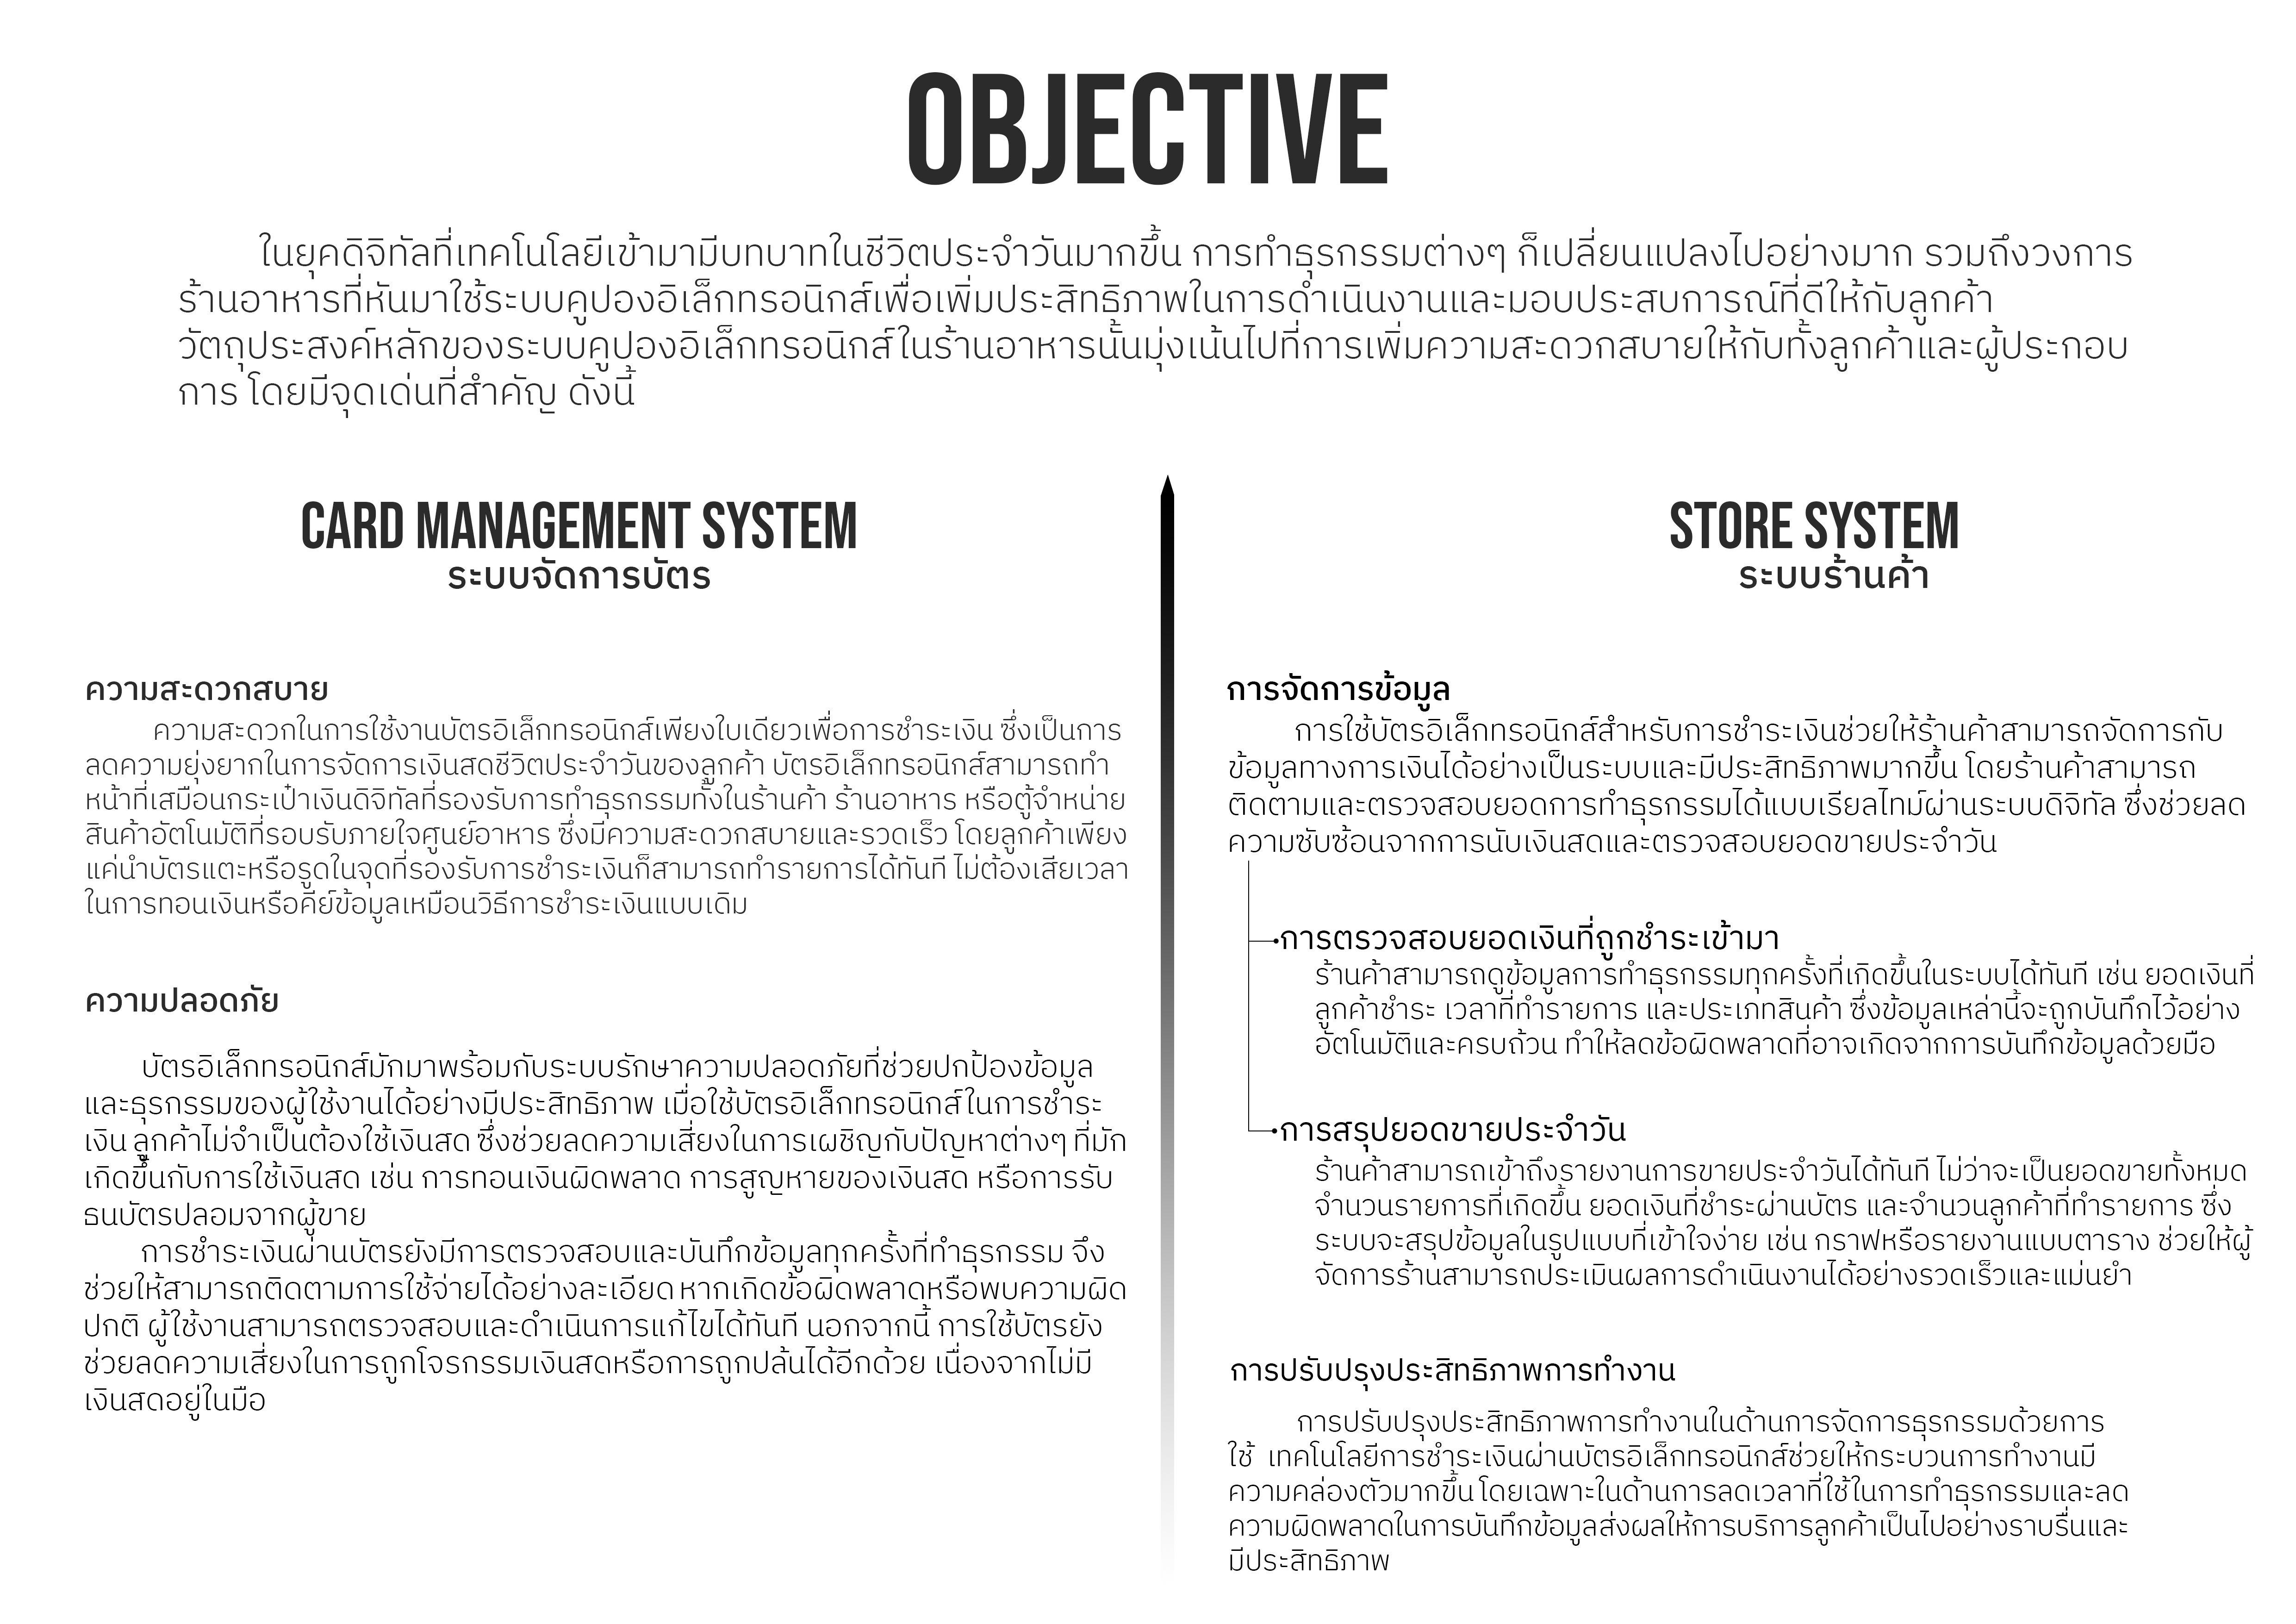 OBJECTIVE
ในยุคดิจิทัลที่เทคโนโลยีเข้ามามีบทบาทในชีวิตประจำวันมากขึ้น การทำธุรกรรมต่างๆ ก็เปลี่ยนแปลงไปอย่างมาก รวมถึงวงการ
ร้านอาหารที่หันมาใช้ระบบคูปองอิเล็กทรอนิกส์เพื่อเพิ่มประสิทธิภาพในการดำเนินงานและมอบประสบการณ์ที่ดีให้กับลูกค้า
วัตถุประสงค์หลักของระบบคูปองอิเล็กทรอนิกส์ในร้านอาหารนั้นมุ่งเน้นไปที่การเพิ่มความสะดวกสบายให้กับทั้งลูกค้าและผู้ประกอบ
การ โดยมีจุดเด่นที่สำคัญ ดังนี้
CARD MANAGEMENT SYSTEM
ระบบจัดการบัตร
ความสะดวกสบาย
ความสะดวกในการใช้งานบัตรอิเล็กทรอนิกส์เพียงใบเดียวเพื่อการชำระเงิน ซึ่งเป็นการ
ลดความยุ่งยากในการจัดการเงินสดชีวิตประจำวันของลูกค้า บัตรอิเล็กทรอนิกส์สามารถทำ
หน้าที่เสมือนกระเป๋าเงินดิจิทัลที่รองรับการทำธุรกรรมทั้งในร้านค้า ร้านอาหาร หรือตู้จำหน่าย
สินค้าอัตโนมัติที่รอบรับภายใจศูนย์อาหาร ซึ่งมีความสะดวกสบายและรวดเร็ว โดยลูกค้าเพียง
แค่นำบัตรแตะหรือรูดในจุดที่รองรับการชำระเงินก็สามารถทำรายการได้ทันที ไม่ต้องเสียเวลา
ในการทอนเงินหรือคีย์ข้อมูลเหมือนวิธีการชำระเงินแบบเดิม
ความปลอดภัย
บัตรอิเล็กทรอนิกส์มักมาพร้อมกับระบบรักษาความปลอดภัยที่ช่วยปกป้องข้อมูล
และธุรกรรมของผู้ใช้งานได้อย่างมีประสิทธิภาพ เมื่อใช้บัตรอิเล็กทรอนิกส์ในการชำระ
เงิน ลูกค้าไม่จำเป็นต้องใช้เงินสด ซึ่งช่วยลดความเสี่ยงในการเผชิญกับปัญหาต่างๆ ที่มัก
เกิดขึ้นกับการใช้เงินสด เช่น การทอนเงินผิดพลาด การสูญหายของเงินสด หรือการรับ
ธนบัตรปลอมจากผู้ขาย
การชำระเงินผ่านบัตรยังมีการตรวจสอบและบันทึกข้อมูลทุกครั้งที่ทำธุรกรรม จึง
ช่วยให้สามารถติดตามการใช้จ่ายได้อย่างละเอียด หากเกิดข้อผิดพลาดหรือพบความผิด
ปกติ ผู้ใช้งานสามารถตรวจสอบและดำเนินการแก้ไขได้ทันที นอกจากนี้ การใช้บัตรยัง
ช่วยลดความเสี่ยงในการถูกโจรกรรมเงินสดหรือการถูกปล้นได้อีกด้วย เนื่องจากไม่มี
เงินสดอยู่ในมือ
STORE SYSTEM
ระบบร้านค้า
การจัดการข้อมูล
การใช้บัตรอิเล็กทรอนิกส์สำหรับการชำระเงินช่วยให้ร้านค้าสามารถจัดการกับ
ข้อมูลทางการเงินได้อย่างเป็นระบบและมีประสิทธิภาพมากขึ้น โดยร้านค้าสามารถ
ติดตามและตรวจสอบยอดการทำธุรกรรมได้แบบเรียลไทม์ผ่านระบบดิจิทัล ซึ่งช่วยลด
ความซับซ้อนจากการนับเงินสดและตรวจสอบยอดขายประจำวัน
การตรวจสอบยอดเงินที่ถูกชำระเข้ามา
ร้านค้าสามารถดูข้อมูลการทำธุรกรรมทุกครั้งที่เกิดขึ้นในระบบได้ทันที เช่น ยอดเงินที่
ลูกค้าชำระ เวลาที่ทำรายการ และประเภทสินค้า ซึ่งข้อมูลเหล่านี้จะถูกบันทึกไว้อย่าง
อัตโนมัติและครบถ้วน ทำให้ลดข้อผิดพลาดที่อาจเกิดจากการบันทึกข้อมูลด้วยมือ
การสรุปยอดขายประจำวัน
ร้านค้าสามารถเข้าถึงรายงานการขายประจำวันได้ทันที ไม่ว่าจะเป็นยอดขายทั้งหมด
จำนวนรายการที่เกิดขึ้น ยอดเงินที่ชำระผ่านบัตร และจำนวนลูกค้าที่ทำรายการ ซึ่ง
ระบบจะสรุปข้อมูลในรูปแบบที่เข้าใจง่าย เช่น กราฟหรือรายงานแบบตาราง ช่วยให้ผู้
จัดการร้านสามารถประเมินผลการดำเนินงานได้อย่างรวดเร็วและแม่นยำ
การปรับปรุงประสิทธิภาพการทำงาน
การปรับปรุงประสิทธิภาพการทำงานในด้านการจัดการธุรกรรมด้วยการ
ใช้ เทคโนโลยีการชำระเงินผ่านบัตรอิเล็กทรอนิกส์ช่วยให้กระบวนการทำงานมี
ความคล่องตัวมากขึ้น โดยเฉพาะในด้านการลดเวลาที่ใช้ในการทำธุรกรรมและลด
ความผิดพลาดในการบันทึกข้อมูลส่งผลให้การบริการลูกค้าเป็นไปอย่างราบรื่นและ
มีประสิทธิภาพ